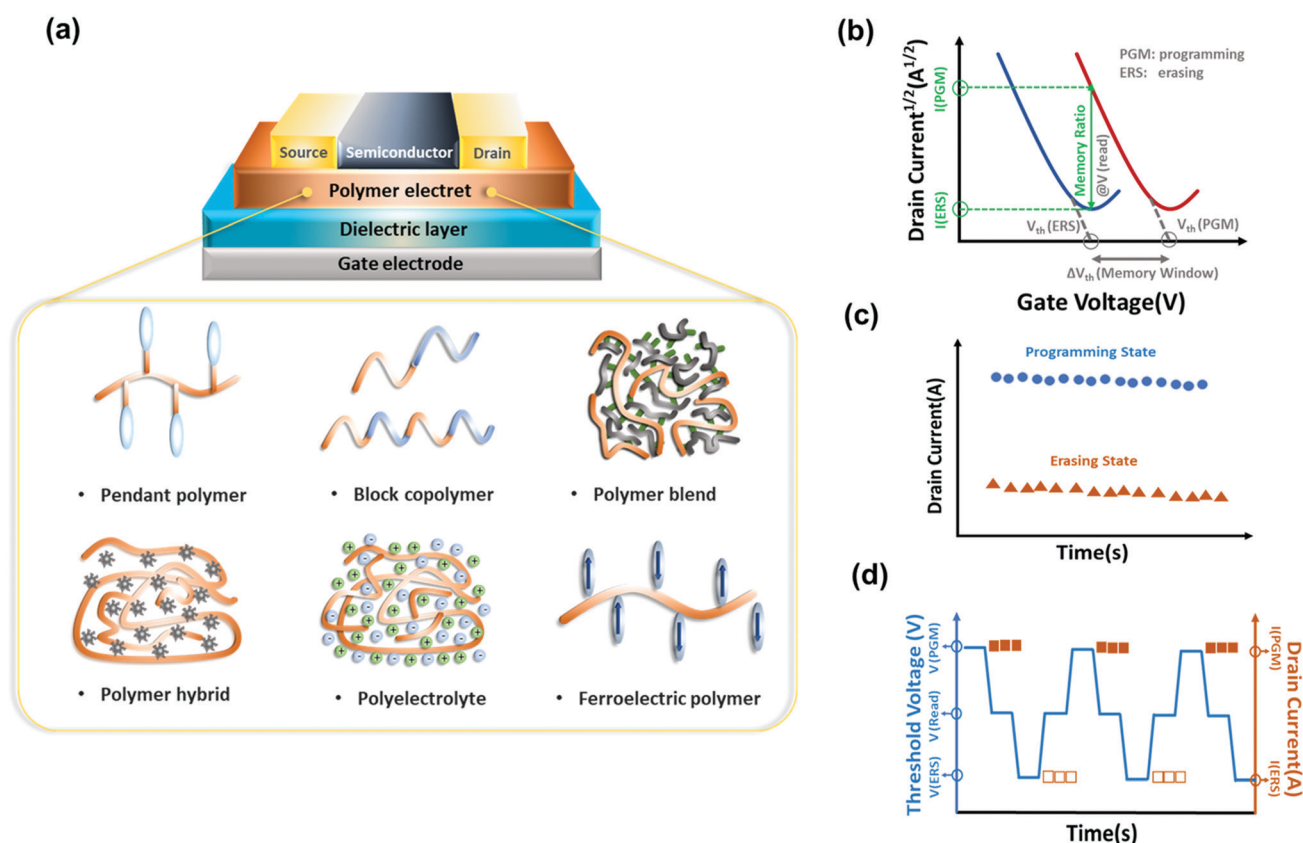 (a)
Source
Semiconductor
Drain
Polymer electret
Dielectric layer
Gate electrode
• Pendant polymer
• Block copolymer
• Polymer blend
• Polymer hybrid
• Polyelectrolyte
• Ferroelectric polymer
(b)
Drain Current1/2(A1/2)
I(PGM)
I(ERS)
PGM: programming
ERS: erasing
Memory Ratio
@V (read)
Vth (ERS)
Vth (PGM)
ΔVth (Memory Window)
Gate Voltage(V)
(c)
Drain Current(A)
Programming State
Erasing State
Time(s)
(d)
Threshold Voltage (V)
V(PGM)
V(Read)
V(ERS)
I(PGM)
I(ERS)
Drain Current(A)
Time(s)